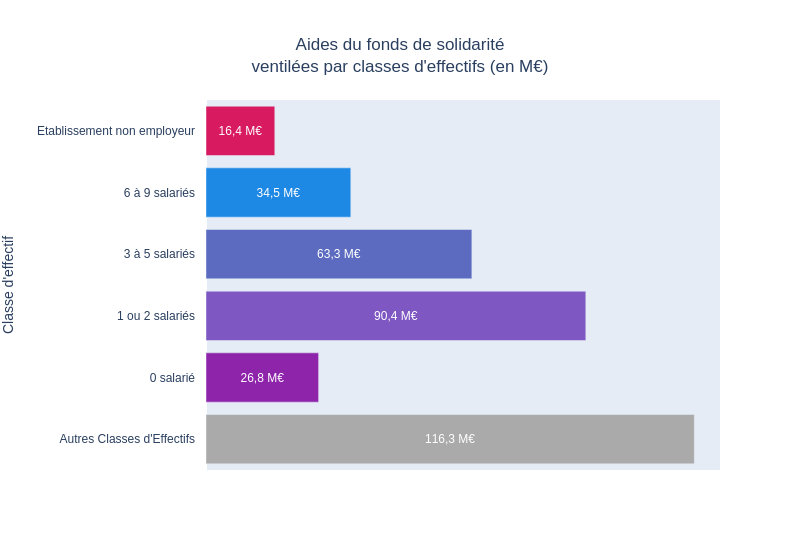 Aides du fonds de solidarité
ventilées par classes d'effectifs (en M€)
Classe d'effectif
Etablissement non employeur
16,4 M€
6 à 9 salariés
34,5 M€
3 à 5 salariés
63,3 M€
1 ou 2 salariés
90,4 M€
0 salarié
26,8 M€
Autres Classes d'Effectifs
116,3 M€